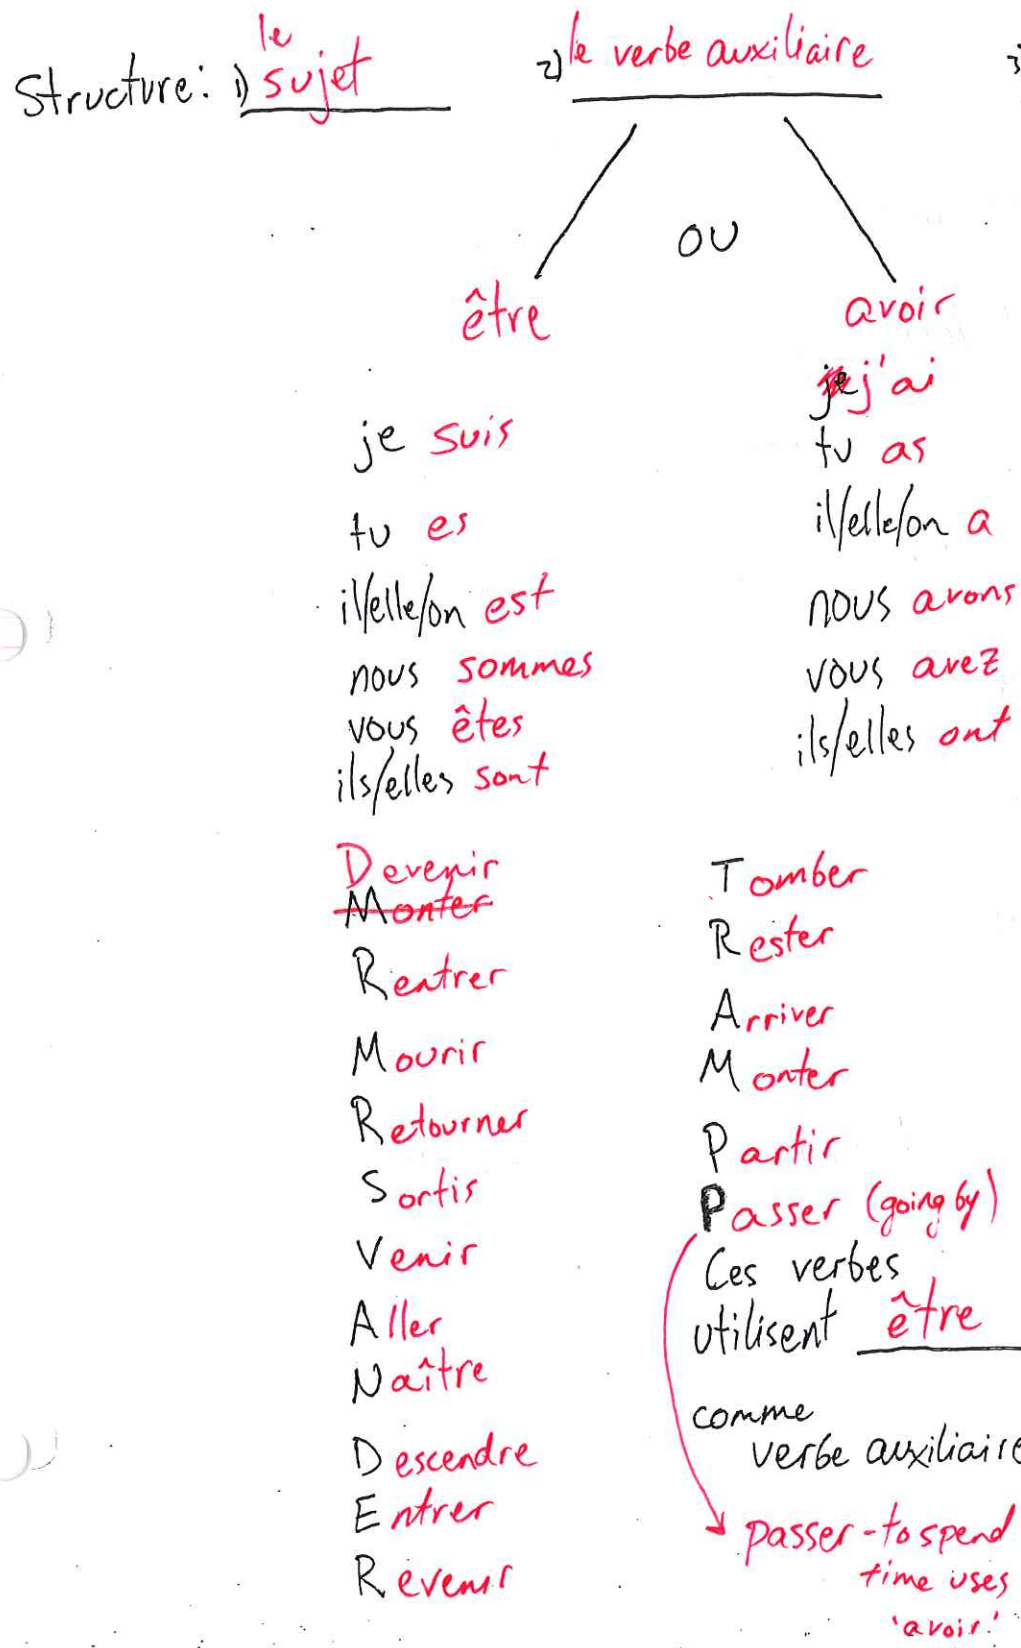 le
Structure: 1) sujet 2) le verbe auxiliaire 3)
ou
être
je suis
tu es
il/elle/on est
nous sommes
vous êtes
ils/elles sont
avoir
j'ai
tu as
il/elle/on a
nous avons
vous avez
ils/elles ont
Devenir
Monter
Rentrer
Mourir
Retourner
Sortis
Venir
Aller
Naître
Descendre
Entrer
Revenir
Tomber
Rester
Arriver
Monter
Partir
Passer (going by)
Ces verbes
utilisent être
comme
verbe auxiliaire
passer - to spend
time uses
'avoir.'